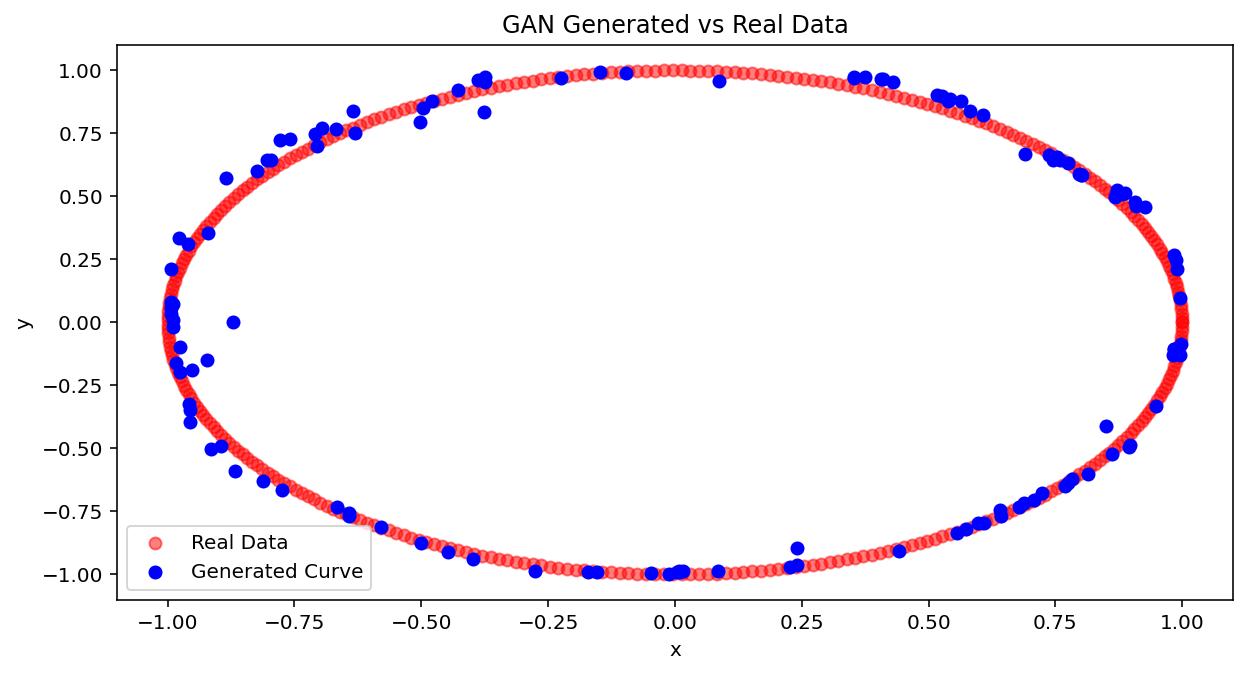 GAN Generated vs Real Data
1.00
0.75
0.50
0.25
0.00
−0.25
−0.50
−0.75
−1.00
y
Real Data
Generated Curve
−1.00 −0.75 −0.50 −0.25 0.00 0.25 0.50 0.75 1.00
x